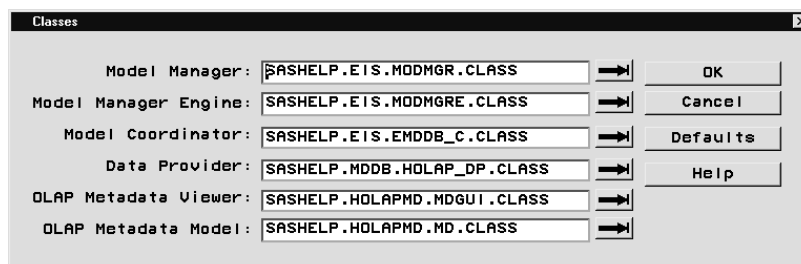 Classes
Model Manager: SASHELP.EIS.MODMGR.CLASS OK
Model Manager Engine: SASHELP.EIS.MODMGRE.CLASS Cancel
Model Coordinator: SASHELP.EIS.EMDDB_C.CLASS Defaults
Data Provider: SASHELP.MDDB.HOLAP_DP.CLASS Help
OLAP Metadata Viewer: SASHELP.HOLAPMD.MDGUI.CLASS
OLAP Metadata Model: SASHELP.HOLAPMD.MD.CLASS